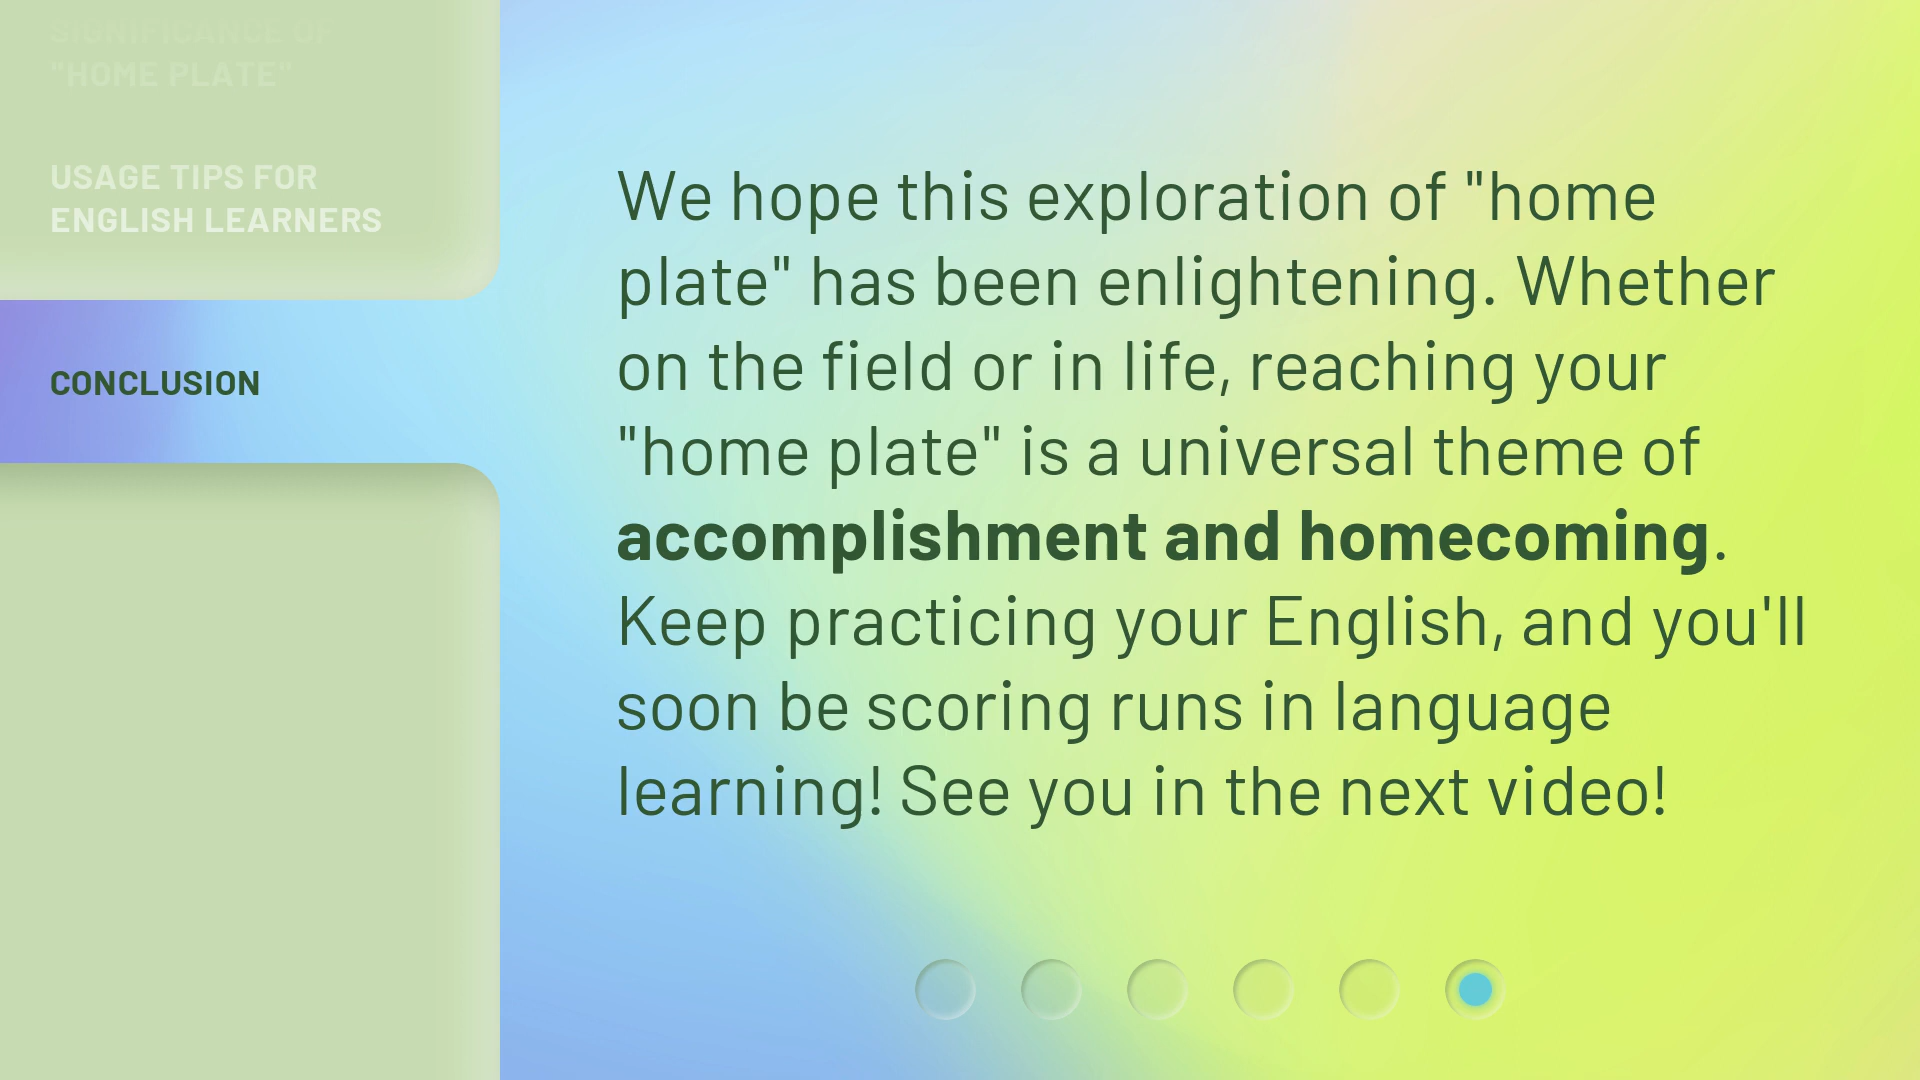 SIGNIFICANCE OF
"HOME PLATE"
USAGE TIPS FOR
ENGLISH LEARNERS
CONCLUSION
We hope this exploration of "home
plate" has been enlightening. Whether
on the field or in life, reaching your
"home plate" is a universal theme of
accomplishment and homecoming.
Keep practicing your English, and you'll
soon be scoring runs in language
learning! See you in the next video!